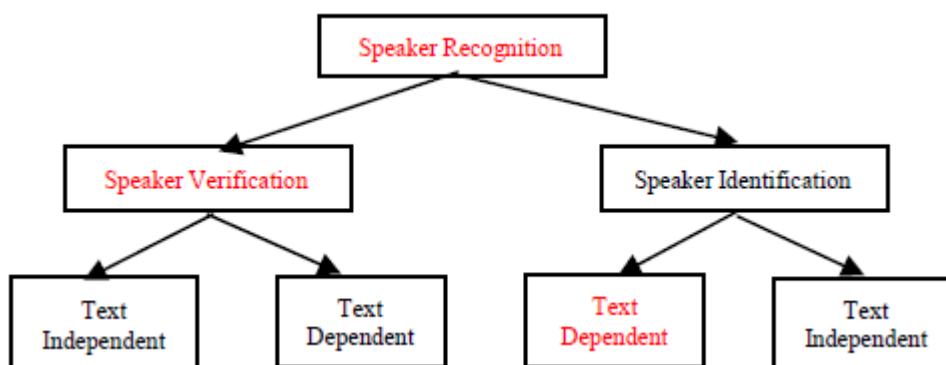 Speaker Recognition
Speaker Verification
Speaker Identification
Text
Independent
Text
Dependent
Text
Dependent
Text
Independent